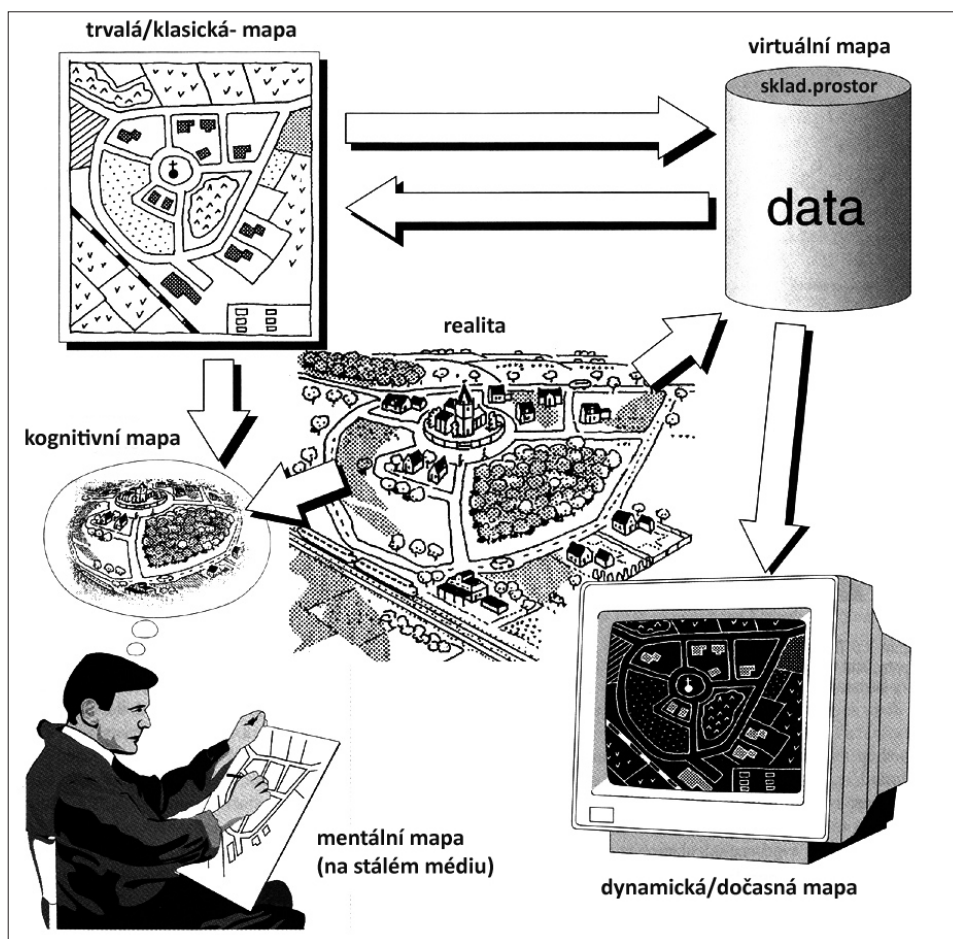 trvalá/klasická- mapa
virtuální mapa
sklad.prostor
data
realita
kognitivní mapa
mentální mapa
(na stálém médiu)
dynamická/dočasná mapa